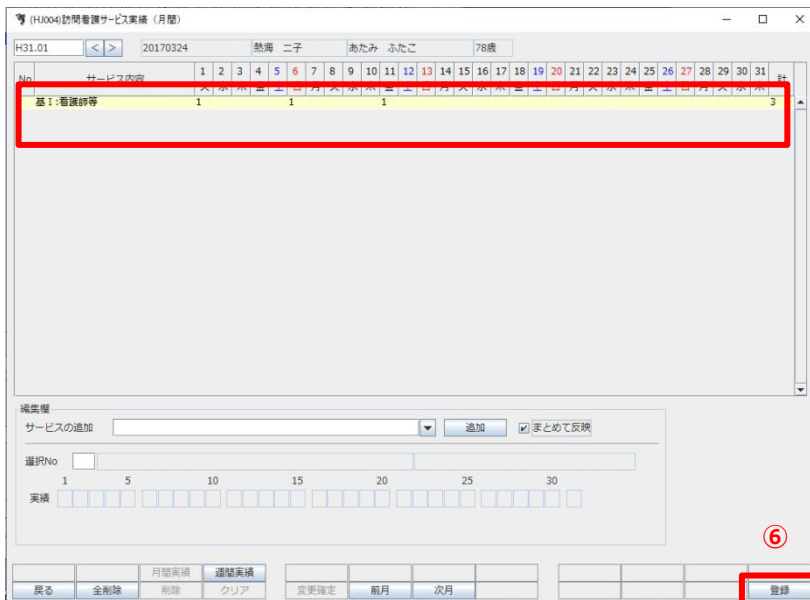 (HJ004)訪問看護サービス実績（月間）
H31.01 < > 20170324 熱海 二子 あたみ ふたこ 78歳
No サービス内容 1 2 3 4 5 6 7 8 9 10 11 12 13 14 15 16 17 18 19 20 21 22 23 24 25 26 27 28 29 30 31 計
基Ⅰ:看護師等 1 1 1 3
編集欄
サービスの追加 追加 まとめて反映
選択No
1 5 10 15 20 25 30
実績
⑥
月間実績 週間実績
戻る 全削除 削除 クリア 変更確定 前月 次月 登録